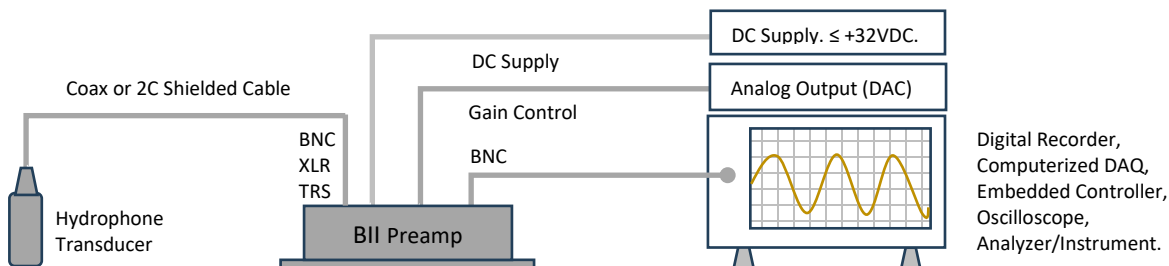 DC Supply. ≤ +32VDC.
DC Supply
Coax or 2C Shielded Cable
Analog Output (DAC)
Gain Control
BNC
XLR
TRS
BNC
Digital Recorder,
Computerized DAQ,
Embedded Controller,
Oscilloscope,
Analyzer/Instrument.
Hydrophone
Transducer
BII Preamp